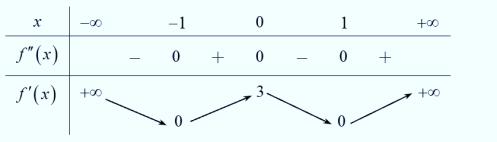 x −∞ −1 0 1 +∞
f″(x) − 0 + 0 − 0 +
f′(x) +∞ 0 3 0 +∞